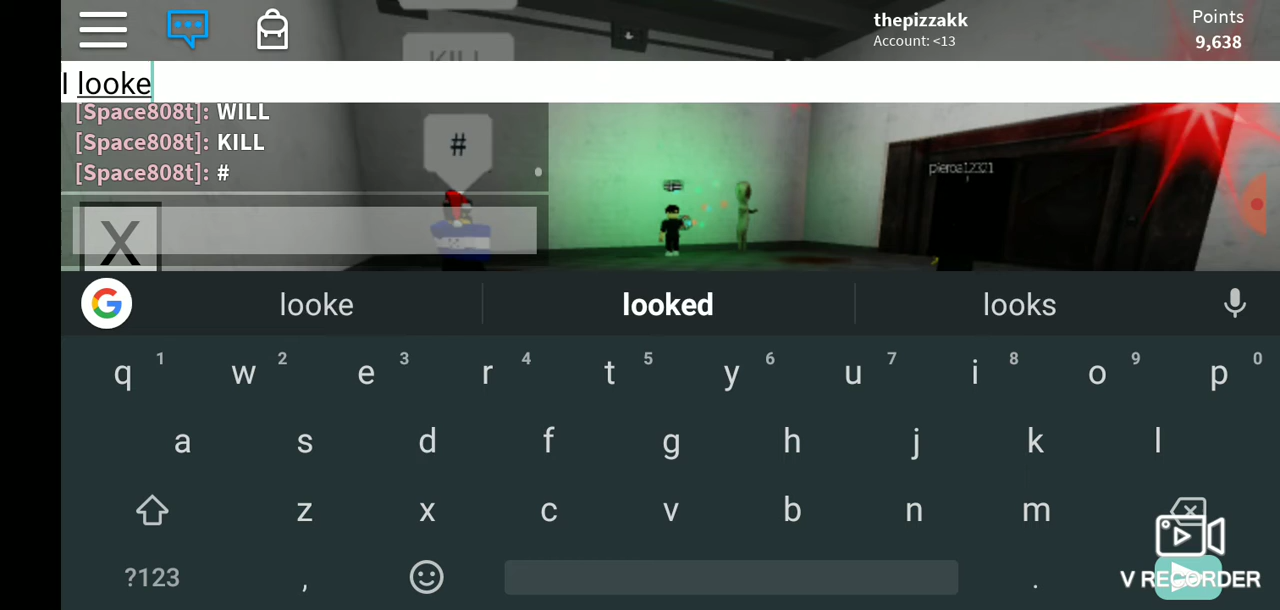 thepizzakk
Account: <13
Points
9,638
KILL
I looke
[Space808t]: WILL
[Space808t]: KILL
[Space808t]: #
#
X
G
looke looked looks
q 1 w 2 e 3 r 4 t 5 y 6 u 7 i 8 o 9 p 0
a s d f g h j k l
z x c v b n m
?123 , .
V RECORDER